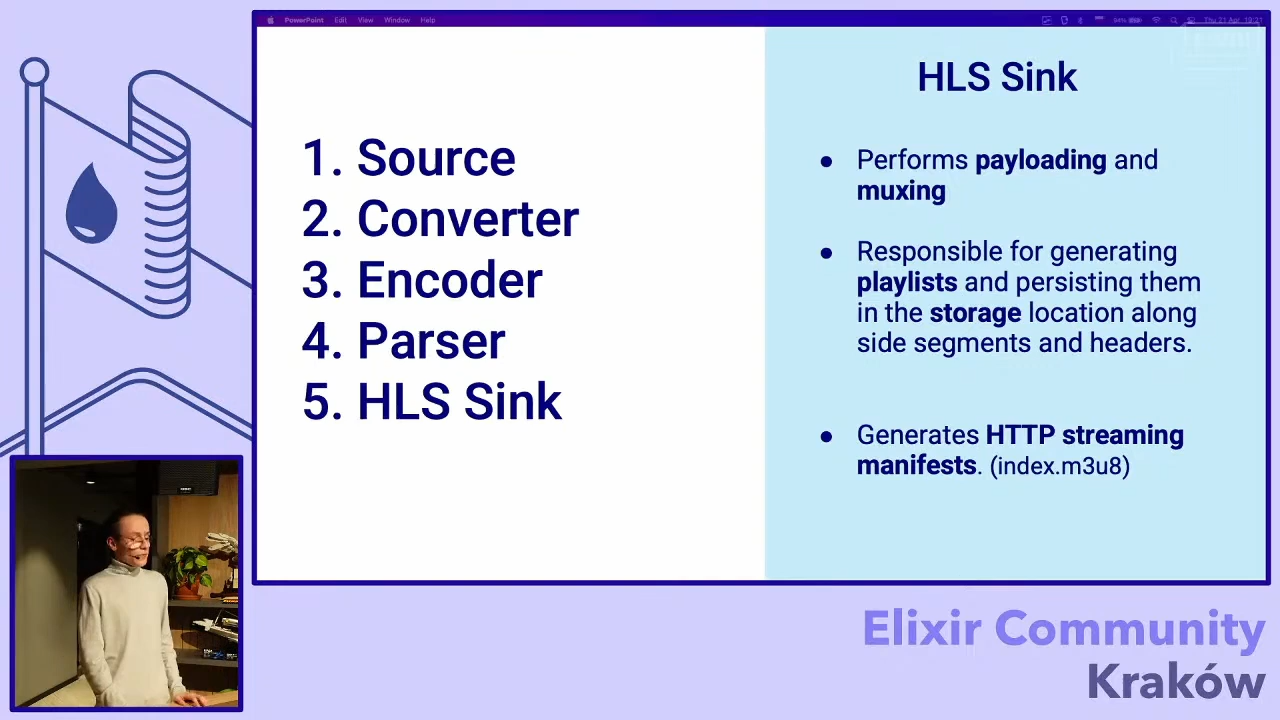 PowerPoint Edit View Window Help
94% Thu 21 Apr 19:21
1. Source
2. Converter
3. Encoder
4. Parser
5. HLS Sink
HLS Sink
● Performs payloading and
muxing
● Responsible for generating
playlists and persisting them
in the storage location along
side segments and headers.
● Generates HTTP streaming
manifests. (index.m3u8)
Elixir Community
Kraków